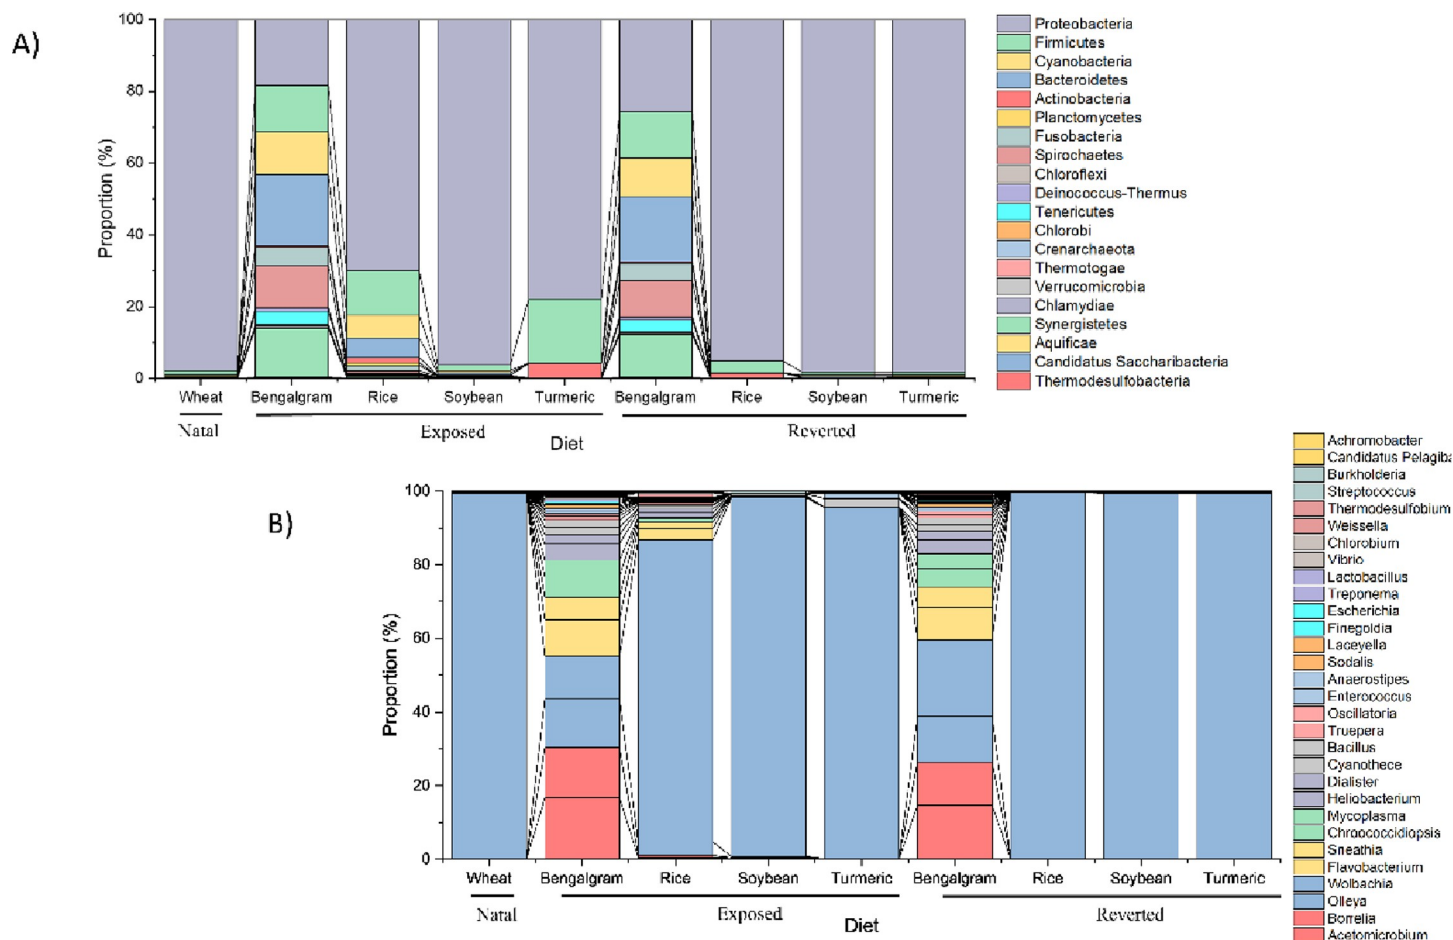 A)
Proportion (%)
100
80
60
40
20
0
Wheat Bengalgram Rice Soybean Turmeric Bengalgram Rice Soybean Turmeric
Natal Exposed Reverted
Diet
Proteobacteria
Firmicutes
Cyanobacteria
Bacteroidetes
Actinobacteria
Planctomycetes
Fusobacteria
Spirochaetes
Chloroflexi
Deinococcus-Thermus
Tenericutes
Chlorobi
Crenarchaeota
Thermotogae
Verrucomicrobia
Chlamydiae
Synergistetes
Aquificae
Candidatus Saccharibacteria
Thermodesulfobacteria
B)
Proportion (%)
100
80
60
40
20
0
Wheat Bengalgram Rice Soybean Turmeric Bengalgram Rice Soybean Turmeric
Natal Exposed Reverted
Diet
Achromobacter
Candidatus Pelagiba
Burkholderia
Streptococcus
Thermodesulfobium
Weissella
Chlorobium
Vibrio
Lactobacillus
Treponema
Escherichia
Finegoldia
Laceyella
Sodalis
Anaerostipes
Enterococcus
Oscillatoria
Truepera
Bacillus
Cyanothece
Dialister
Heliobacterium
Mycoplasma
Chroococcidiopsis
Sneathia
Flavobacterium
Wolbachia
Olleya
Borrelia
Acetomicrobium